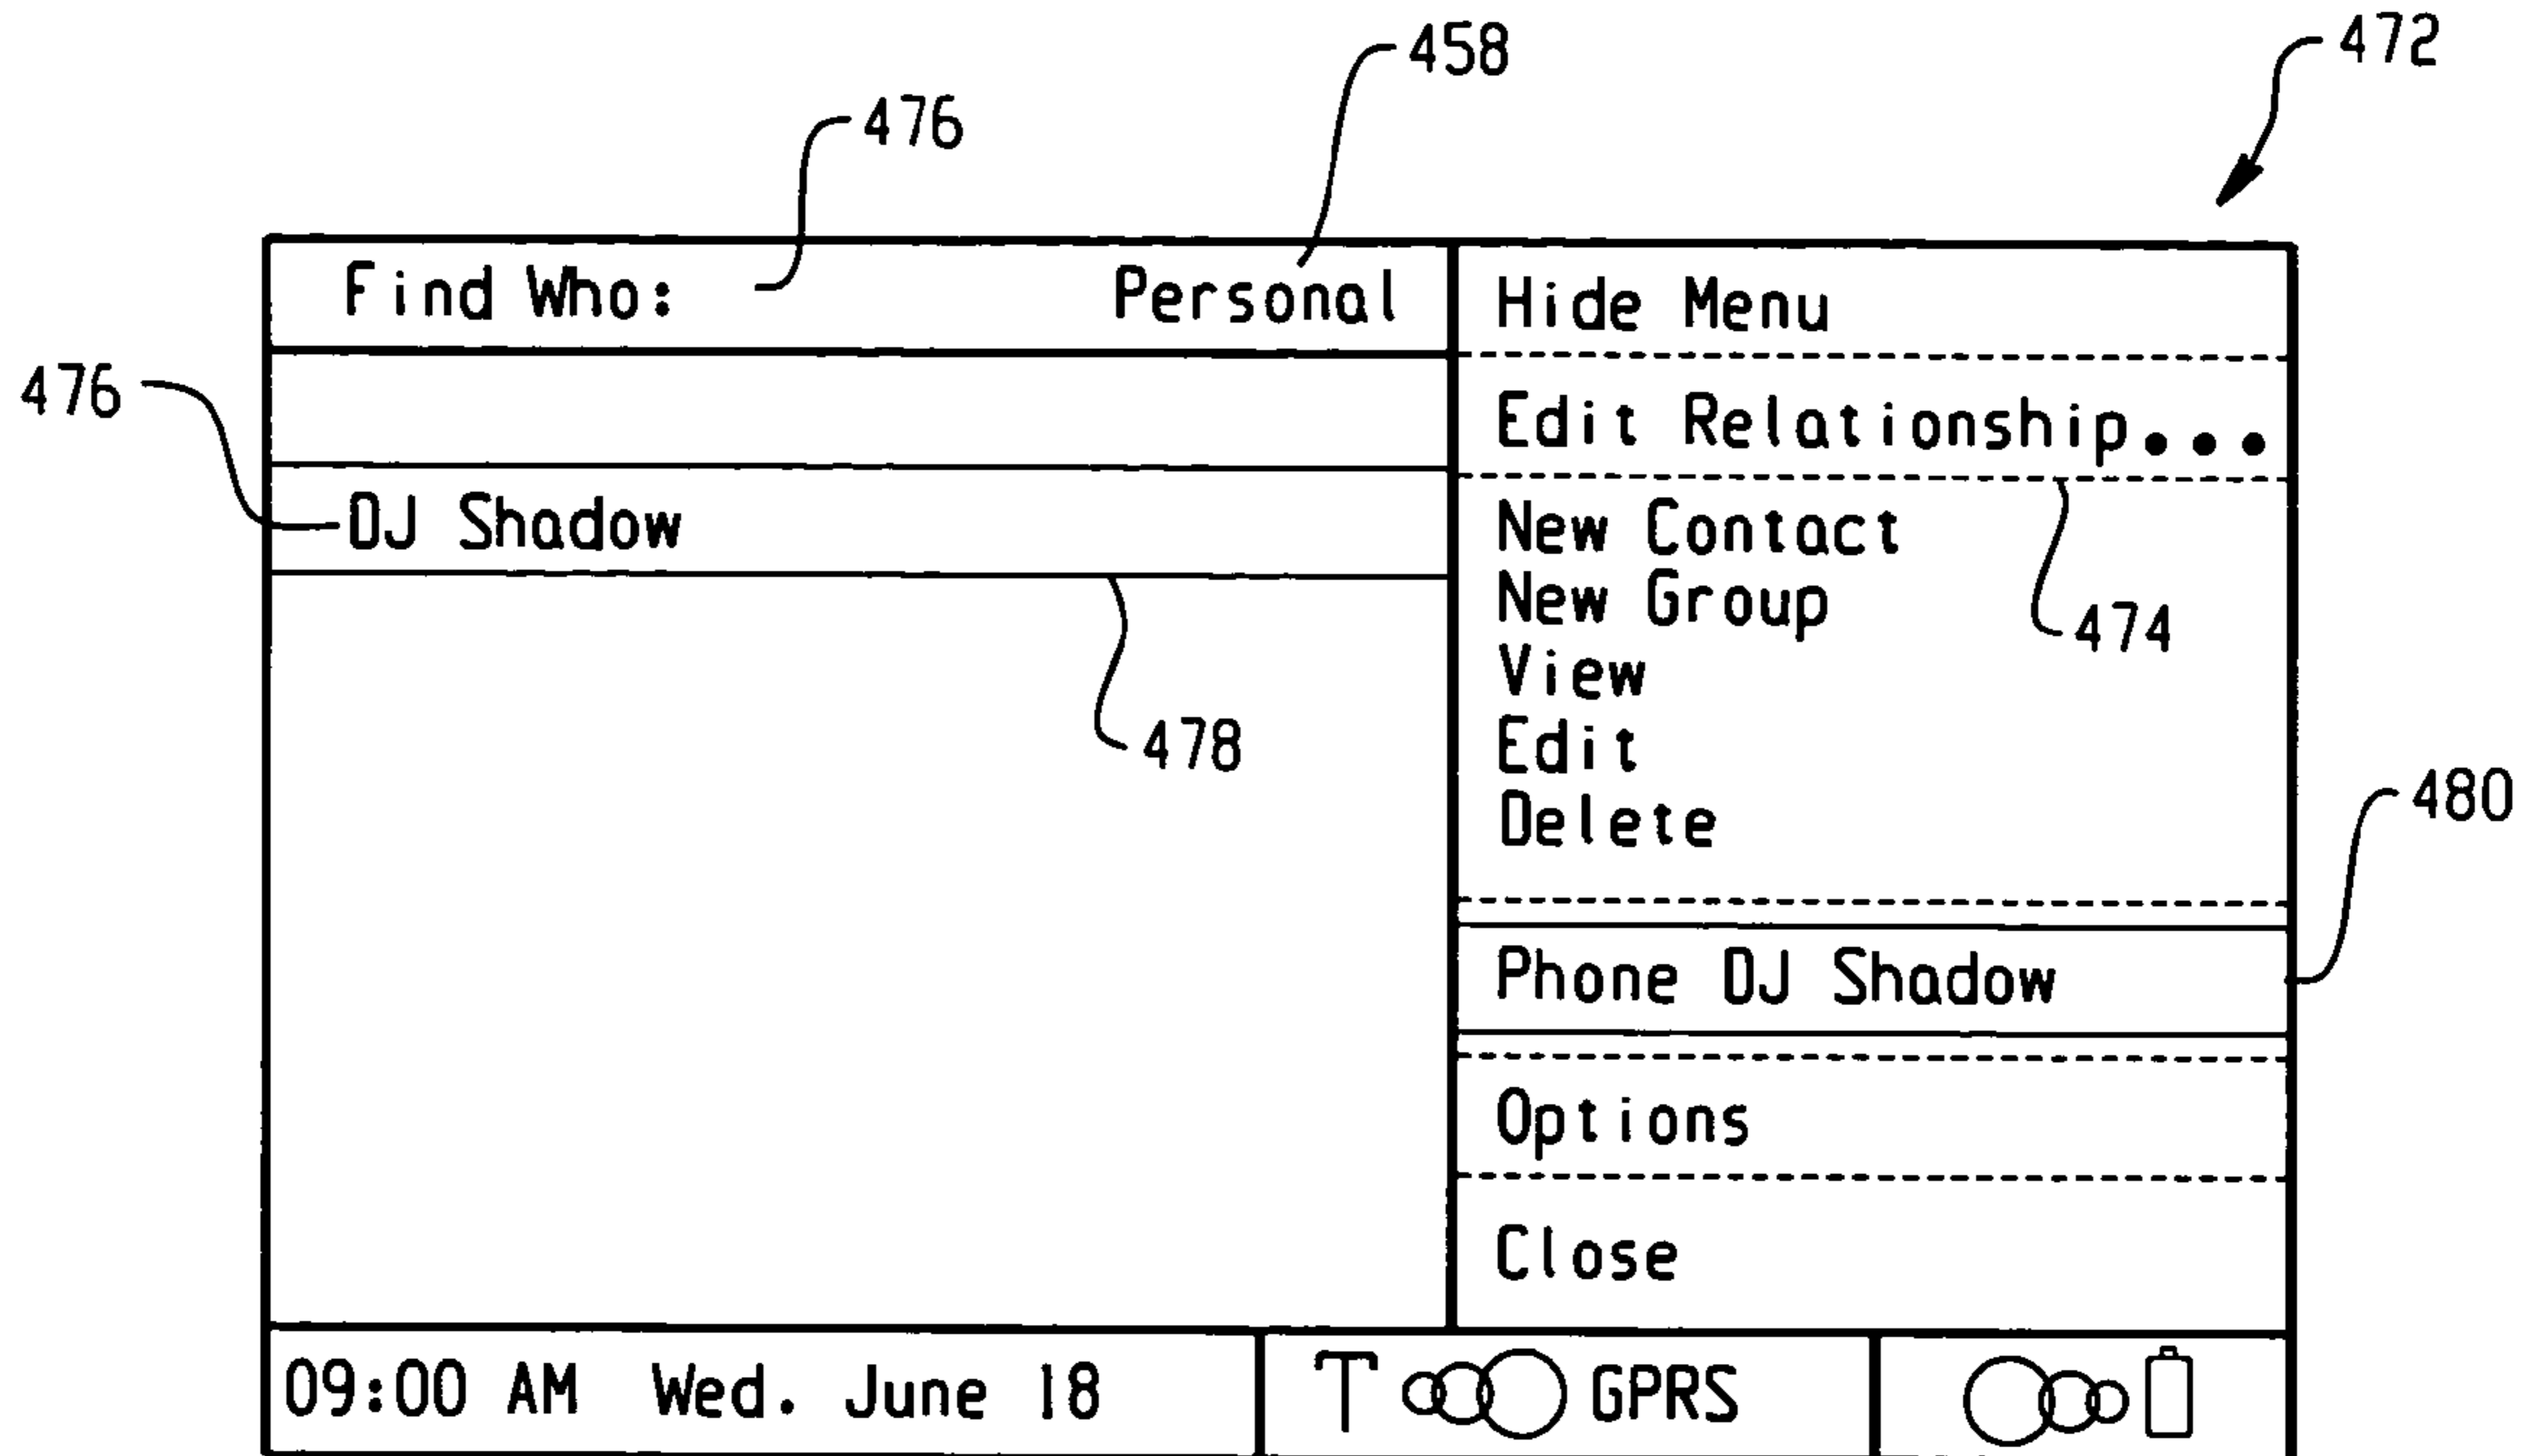 458
472
476
Find Who: Personal
Hide Menu
476
Edit Relationship...
DJ Shadow
New Contact
New Group
474
View
478
Edit
480
Delete
Phone DJ Shadow
Options
Close
09:00 AM Wed. June 18
GPRS